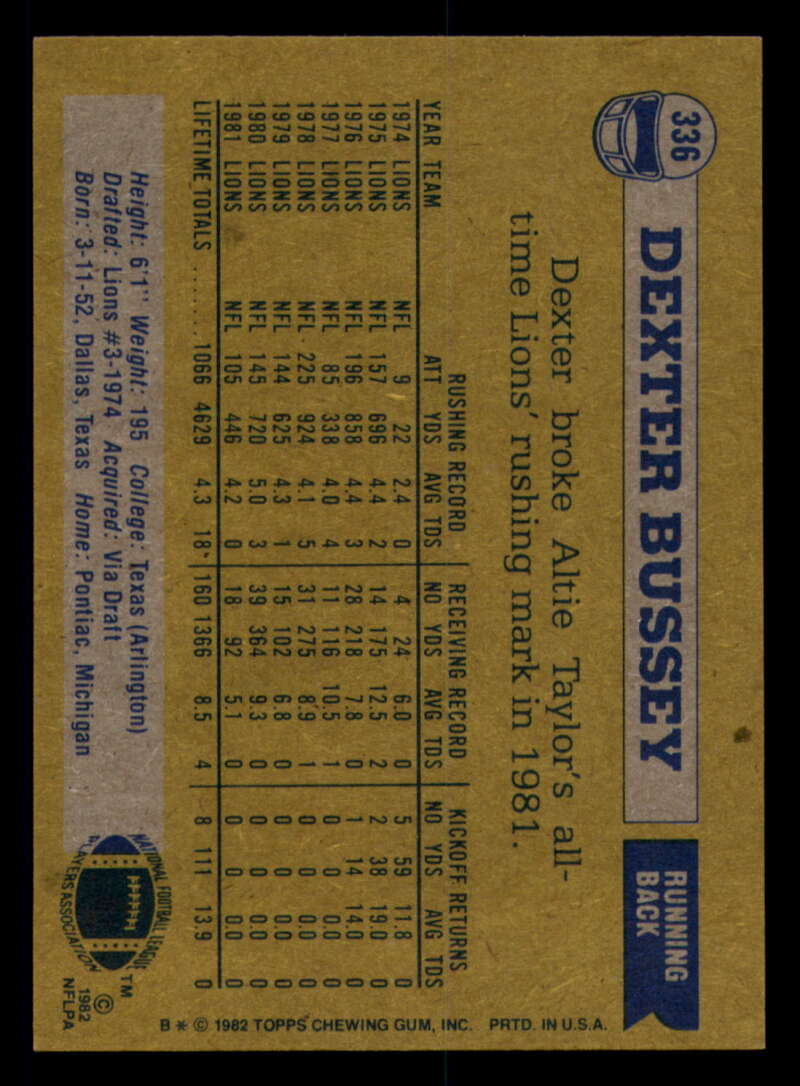 336
DEXTER BUSSEY
RUNNING
BACK
Dexter broke Altie Taylor's all-
time Lions' rushing mark in 1981.
RUSHING RECORD RECEIVING RECORD KICKOFF RETURNS
YEAR TEAM ATT YDS AVG TDS NO YDS AVG TDS NO YDS AVG TDS
1974 LIONS NFL 9 22 2.4 0 4 24 6.0 0 5 59 11.8 0
1975 LIONS NFL 157 696 4.4 2 14 175 12.5 2 2 38 19.0 0
1976 LIONS NFL 196 858 4.4 3 28 218 7.8 0 1 14 14.0 0
1977 LIONS NFL 85 338 4.0 4 11 116 10.5 1 0 0 0.0 0
1978 LIONS NFL 225 924 4.1 5 31 275 8.9 1 0 0 0.0 0
1979 LIONS NFL 144 625 4.3 1 15 102 6.8 0 0 0 0.0 0
1980 LIONS NFL 145 720 5.0 3 39 364 9.3 0 0 0 0.0 0
1981 LIONS NFL 105 446 4.2 0 18 92 5.1 0 0 0 0.0 0
LIFETIME TOTALS ........ 1066 4629 4.3 18 160 1366 8.5 4 8 111 13.9 0
Height: 6'1" Weight: 195 College: Texas (Arlington)
Drafted: Lions #3-1974 Acquired: Via Draft
Born: 3-11-52, Dallas, Texas Home: Pontiac, Michigan
NATIONAL FOOTBALL LEAGUE
PLAYERS ASSOCIATION
TM
© 1982
NFLPA
B * © 1982 TOPPS CHEWING GUM, INC. PRTD. IN U.S.A.